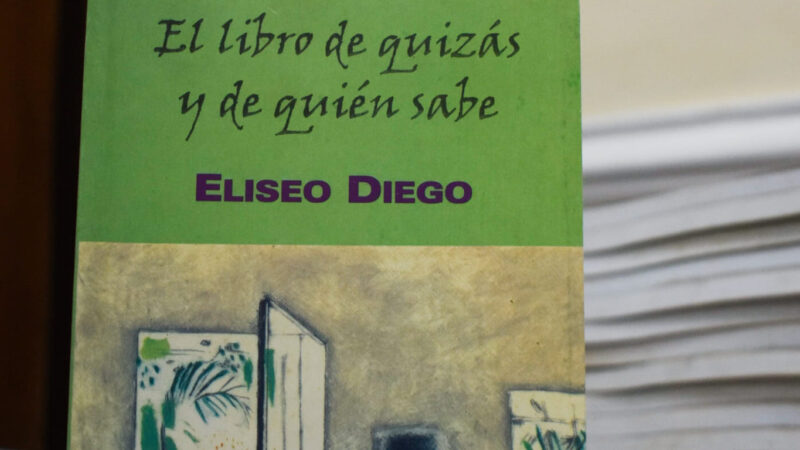 El libro de quizás
y de quién sabe
ELISEO DIEGO